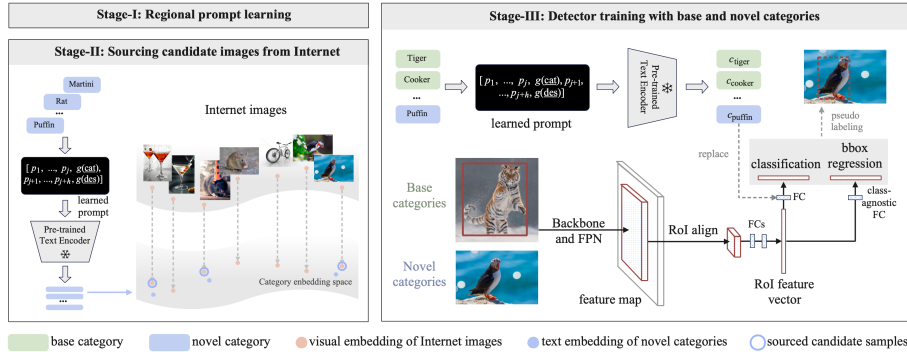 Stage-I: Regional prompt learning
Stage-II: Sourcing candidate images from Internet
Martini
Rat
...
Puffin
[ p1, ..., pj, g(cat),
pj+1, ..., pj+h, g(des)]
learned
prompt
Pre-trained
Text Encoder
...
Internet images
Category embedding space
Stage-III: Detector training with base and novel categories
Tiger
Cooker
...
Puffin
[ p1, ..., pj, g(cat), pj+1,
..., pj+h, g(des)]
learned prompt
Pre-trained
Text Encoder
ctiger
ccooker
...
cpuffin
pseudo
labeling
replace
classification
bbox
regression
FC
class-
agnostic
FC
Base
categories
Novel
categories
Backbone
and FPN
feature map
RoI align
FCs
RoI feature
vector
base category
novel category
visual embedding of Internet images
text embedding of novel categories
sourced candidate samples